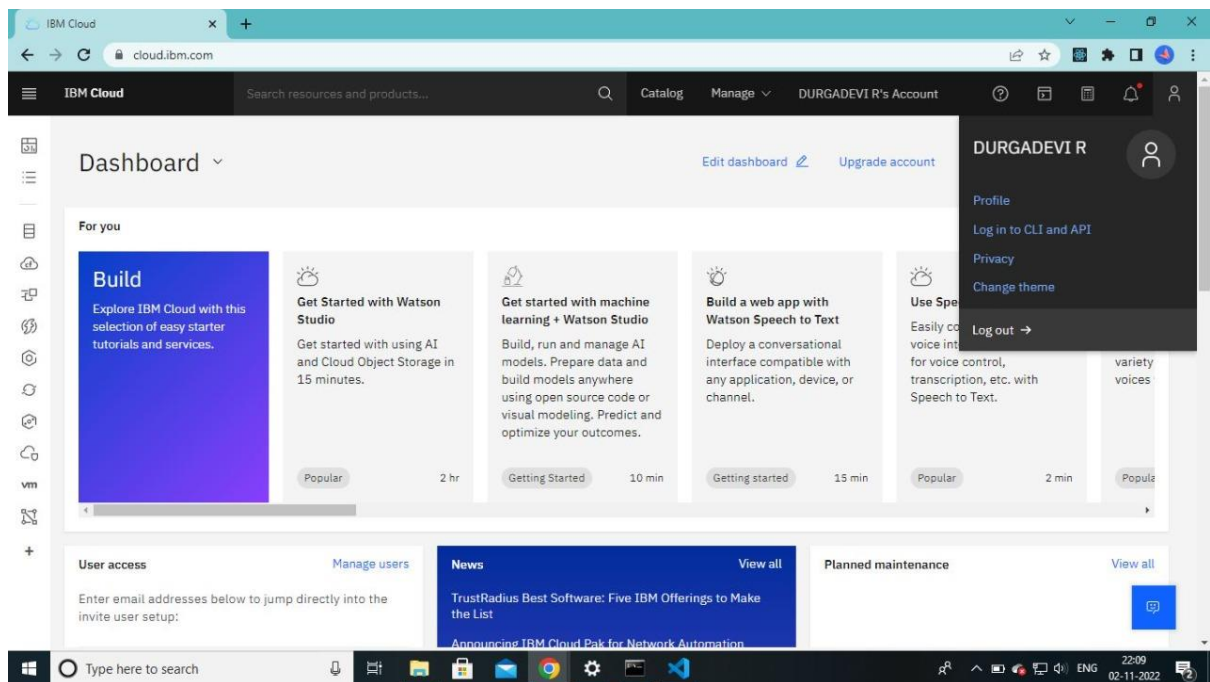 IBM Cloud
cloud.ibm.com
IBM Cloud
Search resources and products...
Catalog
Manage
DURGADEVI R's Account
DURGADEVI R
Profile
Log in to CLI and API
Privacy
Change theme
Log out →
Dashboard
Edit dashboard
Upgrade account
For you
Build
Explore IBM Cloud with this
selection of easy starter
tutorials and services.
Get Started with Watson
Studio
Get started with using AI
and Cloud Object Storage in
15 minutes.
Popular
2 hr
Get started with machine
learning + Watson Studio
Build, run and manage AI
models. Prepare data and
build models anywhere
using open source code or
visual modeling. Predict and
optimize your outcomes.
Getting Started
10 min
Build a web app with
Watson Speech to Text
Deploy a conversational
interface compatible with
any application, device, or
channel.
Getting started
15 min
Use Spe
Easily co
voice int
for voice control,
transcription, etc. with
Speech to Text.
Popular
2 min
variety
voices
Popula
vm
User access
Manage users
Enter email addresses below to jump directly into the
invite user setup:
News
View all
TrustRadius Best Software: Five IBM Offerings to Make
the List
Announcing IBM Cloud Pak for Network Automation
Planned maintenance
View all
Type here to search
ENG
22:09
02-11-2022
2